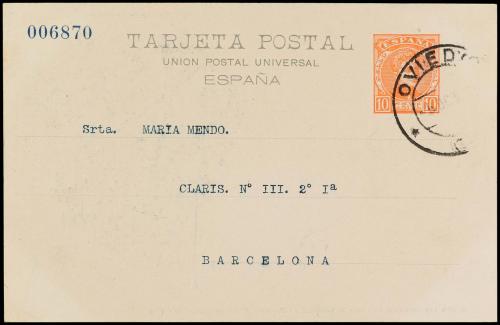 006870
TARJETA POSTAL
UNION POSTAL UNIVERSAL
ESPAÑA
ESPAÑA
10 CENT. 10
OVIEDO
Srta. MARIA MENDO.
CLARIS. Nº III. 2º Iª
BARCELONA